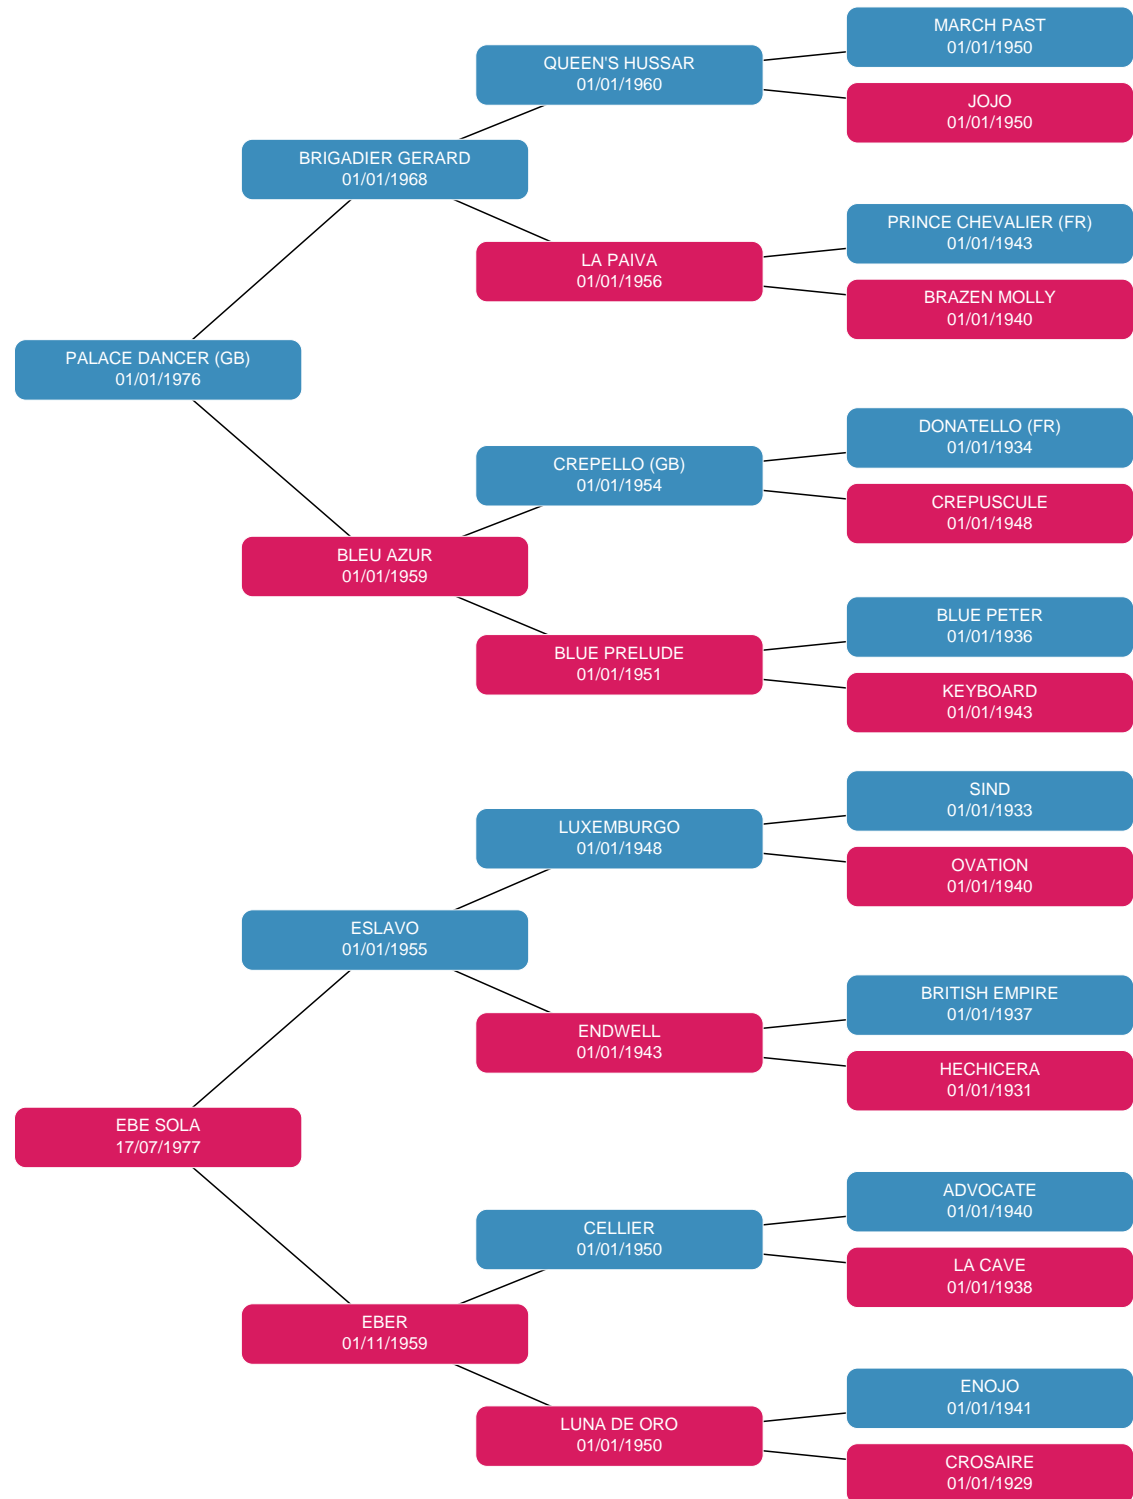 MARCH PAST
01/01/1950
QUEEN'S HUSSAR
01/01/1960
JOJO
01/01/1950
BRIGADIER GERARD
01/01/1968
PRINCE CHEVALIER (FR)
01/01/1943
LA PAIVA
01/01/1956
BRAZEN MOLLY
01/01/1940
PALACE DANCER (GB)
01/01/1976
DONATELLO (FR)
01/01/1934
CREPELLO (GB)
01/01/1954
CREPUSCULE
01/01/1948
BLEU AZUR
01/01/1959
BLUE PETER
01/01/1936
BLUE PRELUDE
01/01/1951
KEYBOARD
01/01/1943
SIND
01/01/1933
LUXEMBURGO
01/01/1948
OVATION
01/01/1940
ESLAVO
01/01/1955
BRITISH EMPIRE
01/01/1937
ENDWELL
01/01/1943
HECHICERA
01/01/1931
EBE SOLA
17/07/1977
ADVOCATE
01/01/1940
CELLIER
01/01/1950
LA CAVE
01/01/1938
EBER
01/11/1959
ENOJO
01/01/1941
LUNA DE ORO
01/01/1950
CROSAIRE
01/01/1929